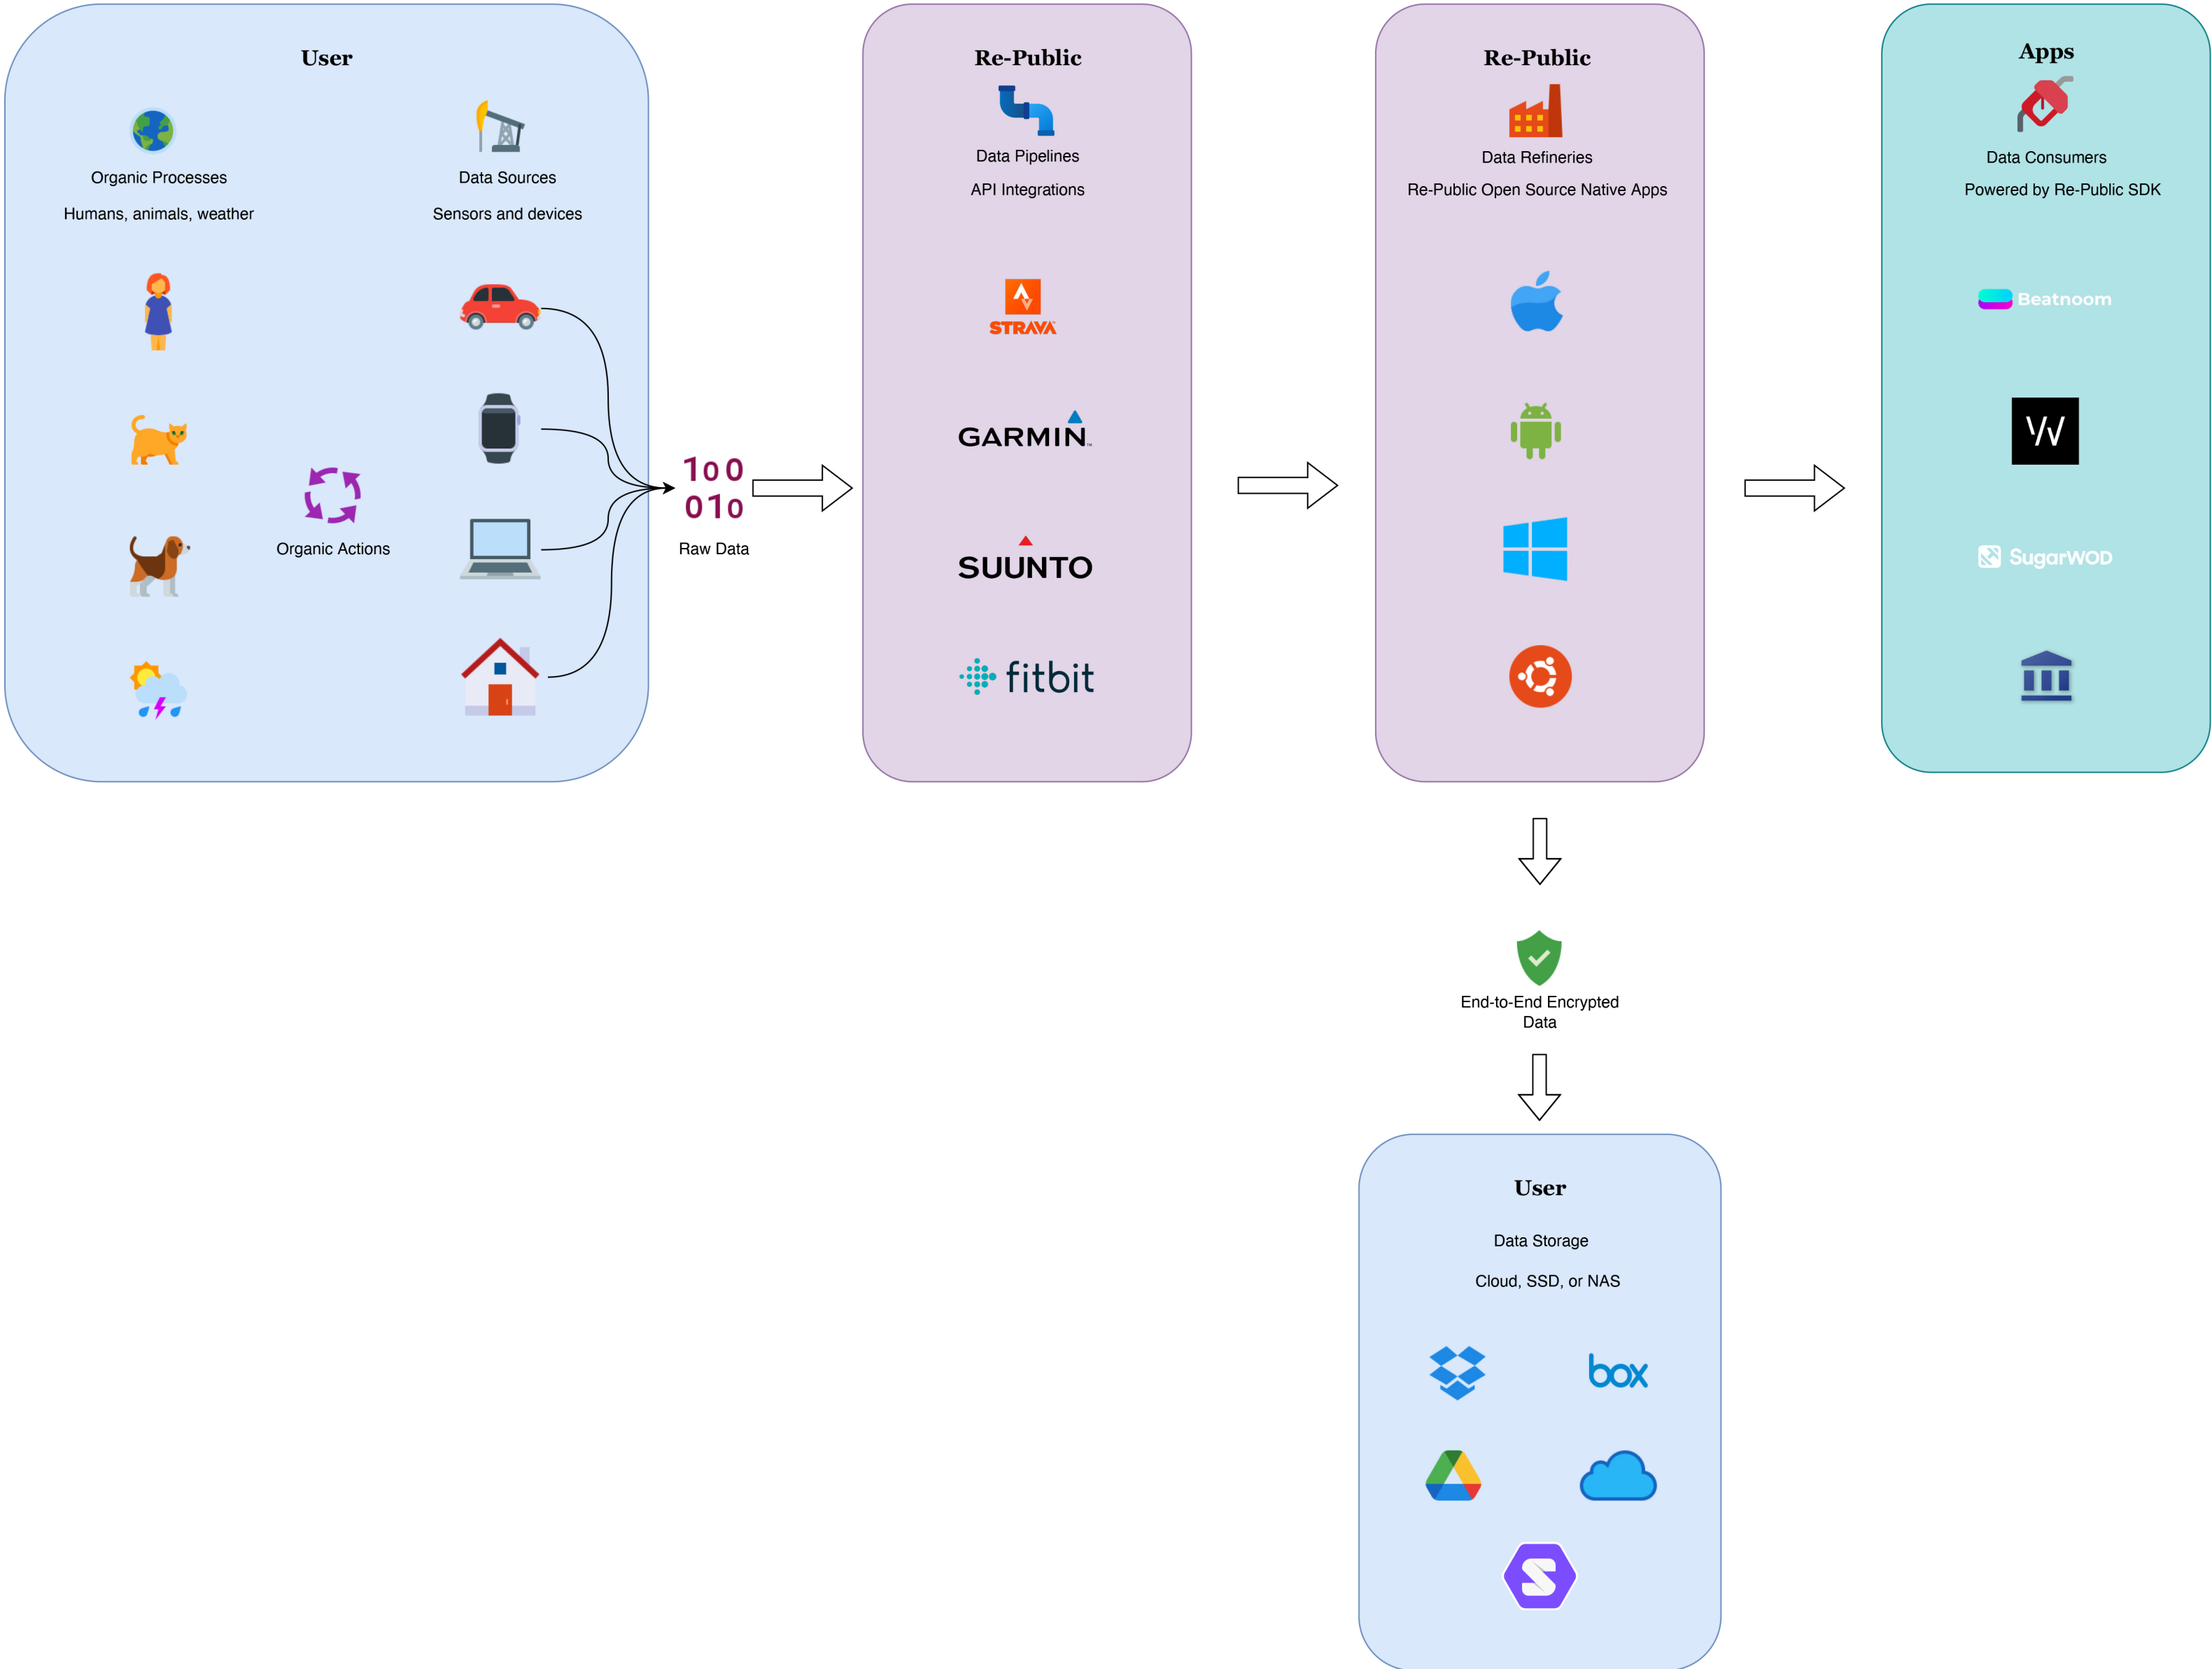 User
Organic Processes
Humans, animals, weather
Data Sources
Sensors and devices
Organic Actions
100
010
Raw Data
Re-Public
Data Pipelines
API Integrations
STRAVA
GARMIN
SUUNTO
fitbit
Re-Public
Data Refineries
Re-Public Open Source Native Apps
Apps
Data Consumers
Powered by Re-Public SDK
Beatnoom
W
SugarWOD
End-to-End Encrypted
Data
User
Data Storage
Cloud, SSD, or NAS
box
S